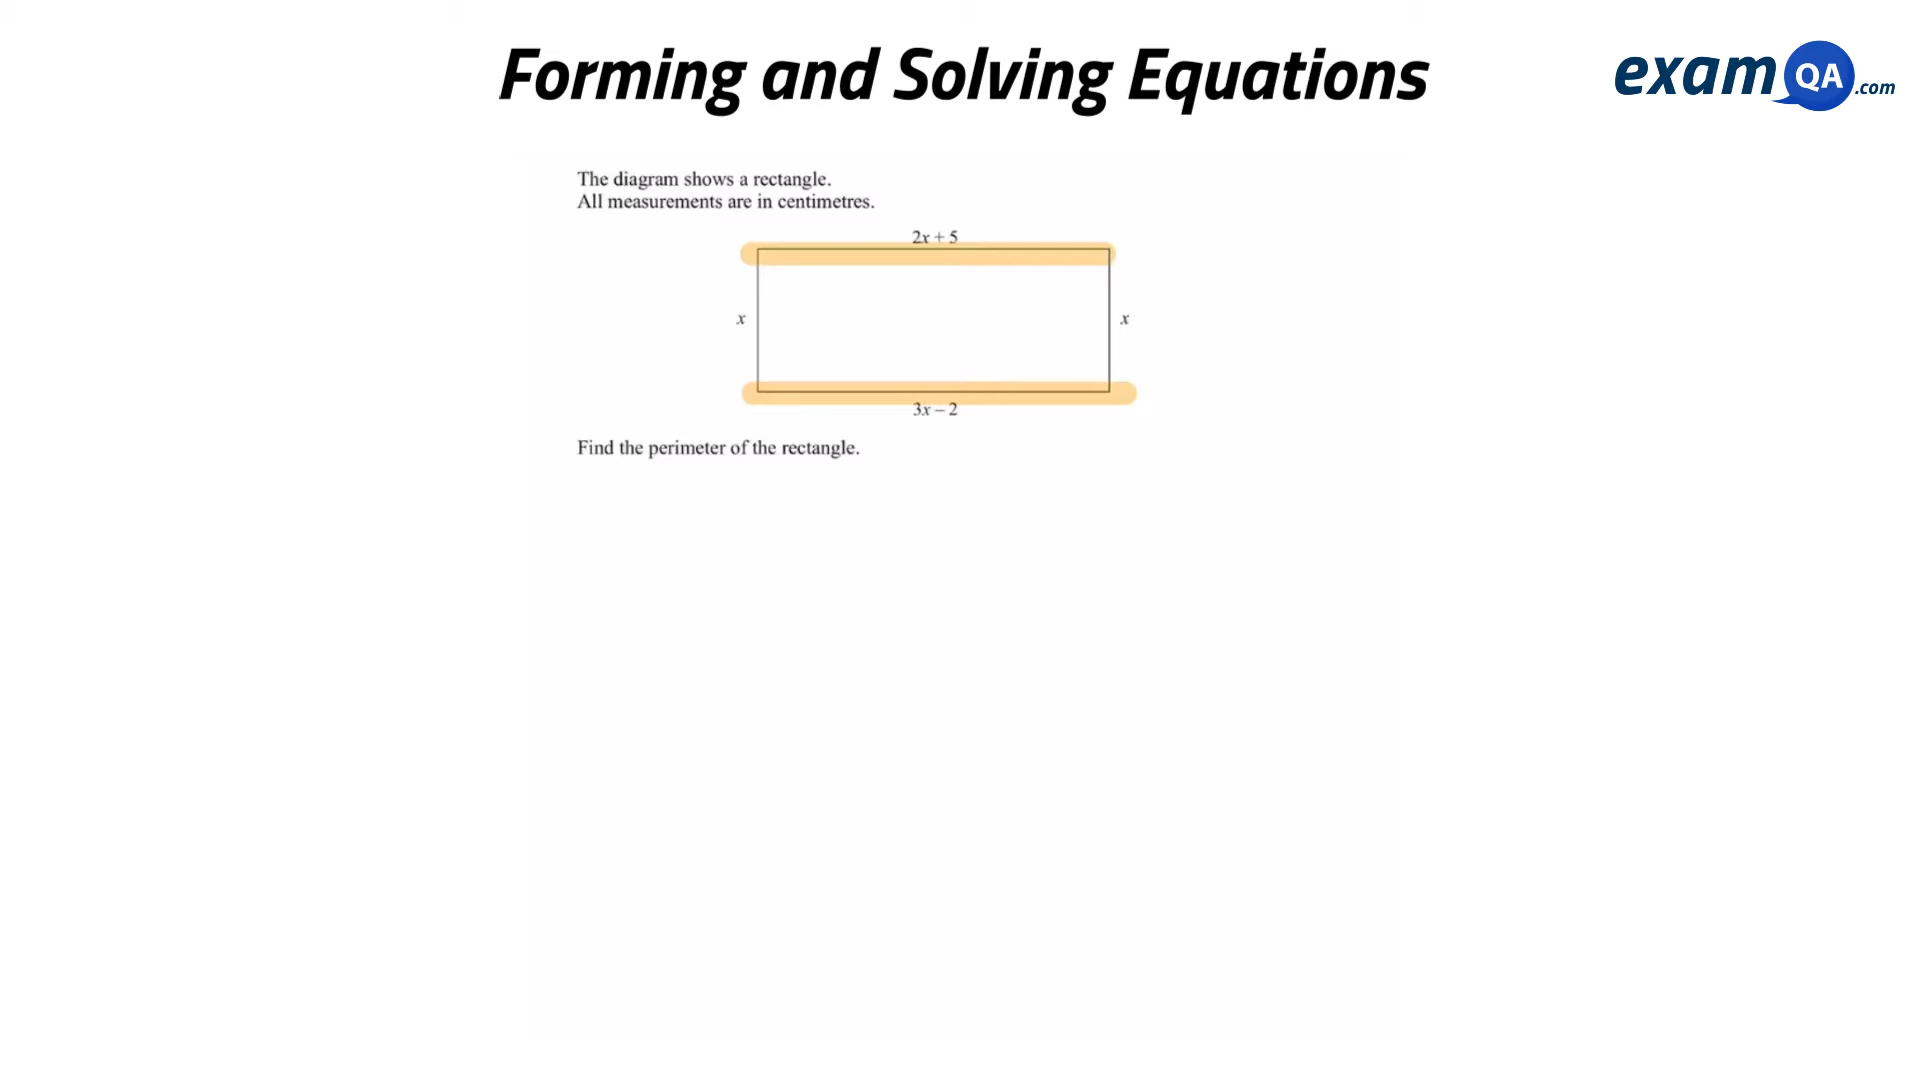 Forming and Solving Equations
examQA.com
The diagram shows a rectangle.
All measurements are in centimetres.
2x + 5
x
x
3x – 2
Find the perimeter of the rectangle.